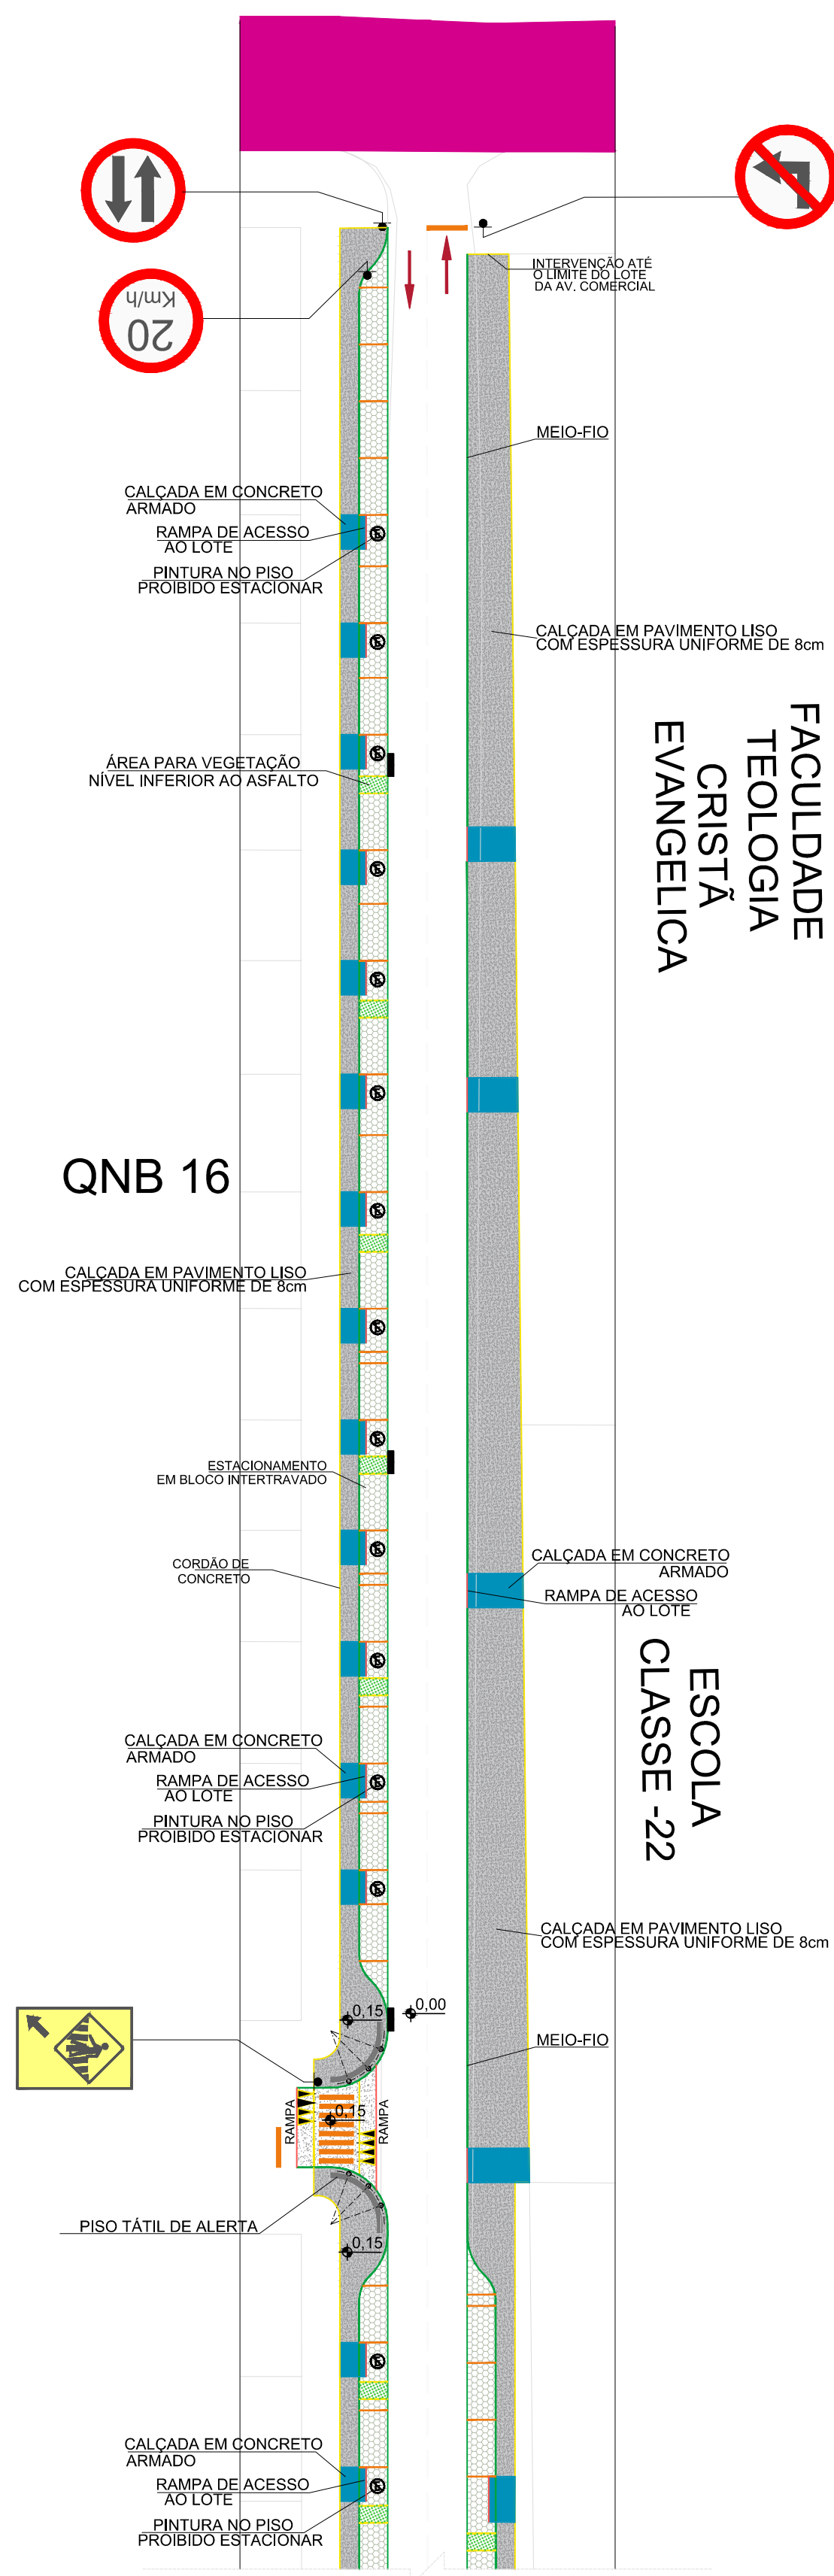 INTERVENÇÃO ATÉ
O LIMITE DO LOTE
DA AV. COMERCIAL
20
Km/h
MEIO-FIO
CALÇADA EM CONCRETO
ARMADO
RAMPA DE ACESSO
AO LOTE
PINTURA NO PISO
PROIBIDO ESTACIONAR
CALÇADA EM PAVIMENTO LISO
COM ESPESSURA UNIFORME DE 8cm
FACULDADE
TEOLOGIA
CRISTÃ
EVANGELICA
ÁREA PARA VEGETAÇÃO
NÍVEL INFERIOR AO ASFALTO
QNB 16
CALÇADA EM PAVIMENTO LISO
COM ESPESSURA UNIFORME DE 8cm
ESTACIONAMENTO
EM BLOCO INTERTRAVADO
CORDÃO DE
CONCRETO
CALÇADA EM CONCRETO
ARMADO
RAMPA DE ACESSO
AO LOTE
ESCOLA
CLASSE -22
CALÇADA EM CONCRETO
ARMADO
RAMPA DE ACESSO
AO LOTE
PINTURA NO PISO
PROIBIDO ESTACIONAR
CALÇADA EM PAVIMENTO LISO
COM ESPESSURA UNIFORME DE 8cm
0,15
0,00
MEIO-FIO
RAMPA
0,15
RAMPA
PISO TÁTIL DE ALERTA
0,15
CALÇADA EM CONCRETO
ARMADO
RAMPA DE ACESSO
AO LOTE
PINTURA NO PISO
PROIBIDO ESTACIONAR